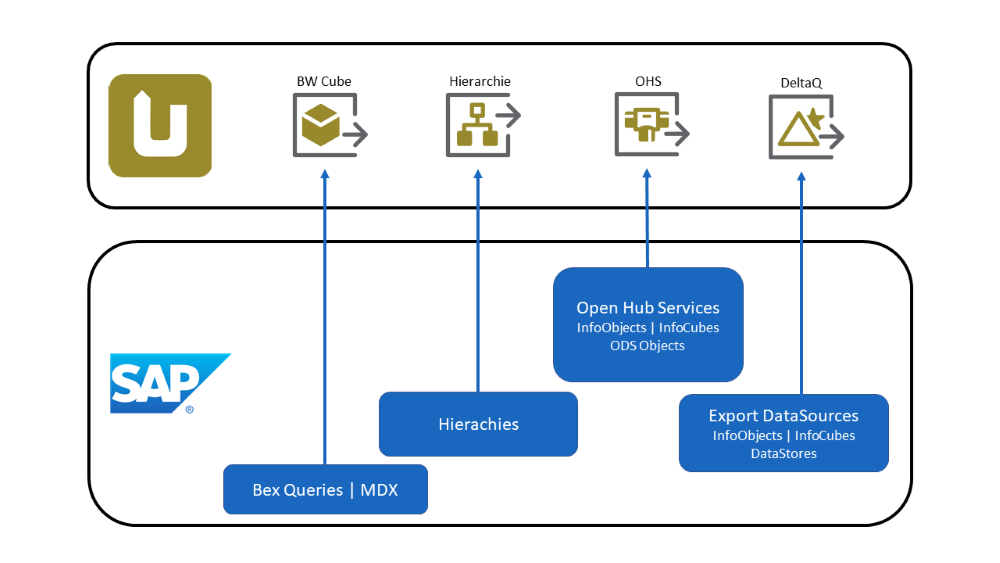 BW Cube
Hierarchie
OHS
DeltaQ
U
Open Hub Services
InfoObjects | InfoCubes
ODS Objects
SAP®
Hierachies
Export DataSources
InfoObjects | InfoCubes
DataStores
Bex Queries | MDX